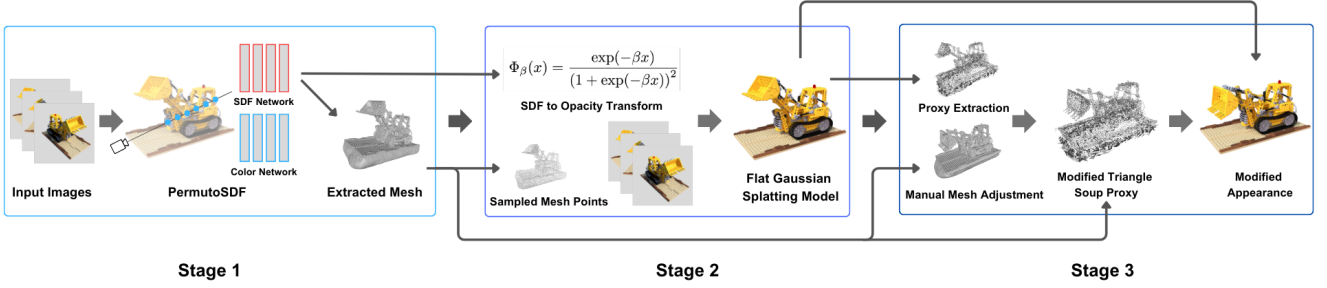 SDF Network
Color Network
Input Images
PermutoSDF
Extracted Mesh
Φ_β(x) = exp(−βx) / (1 + exp(−βx))²
SDF to Opacity Transform
Sampled Mesh Points
Flat Gaussian
Splatting Model
Proxy Extraction
Manual Mesh Adjustment
Modified Triangle
Soup Proxy
Modified
Appearance
Stage 1
Stage 2
Stage 3